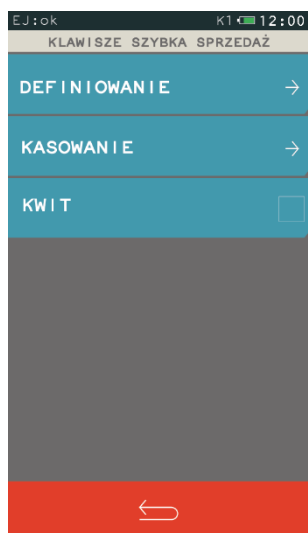 EJ:ok K1 12:00
KLAWISZE SZYBKA SPRZEDAŻ
DEFINIOWANIE
KASOWANIE
KWIT